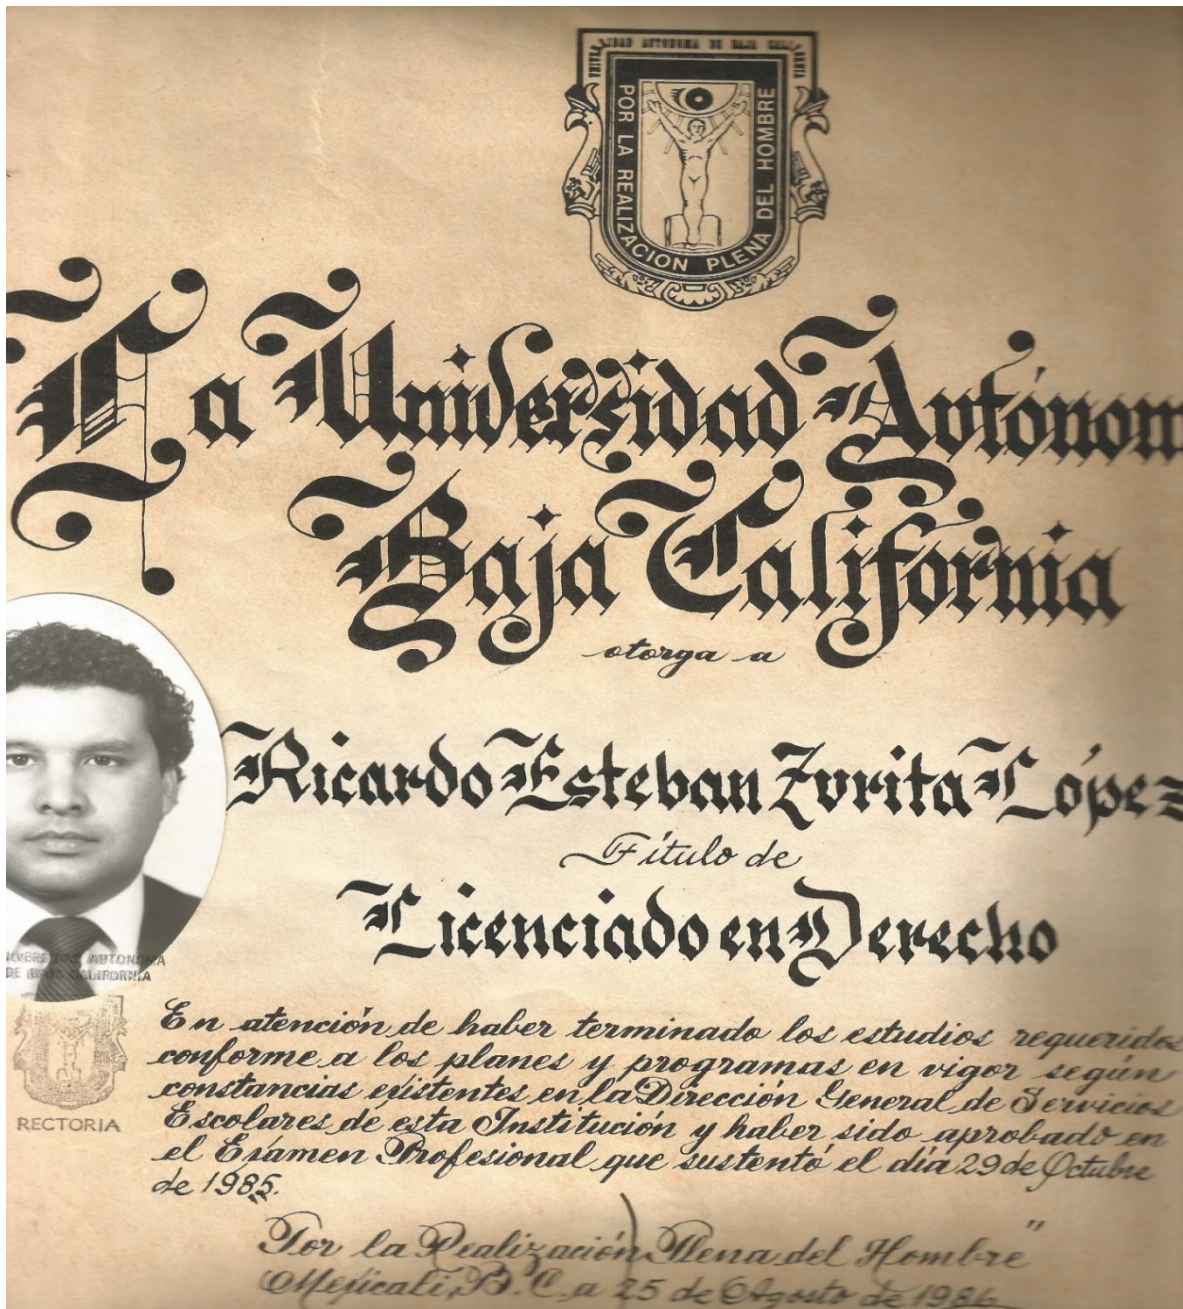 UNIVERSIDAD AUTONOMA DE BAJA CALIFORNIA
POR LA REALIZACION PLENA DEL HOMBRE
La Universidad Autónom
Baja California
otorga a
Ricardo Esteban Zurita López
Título de
Licenciado en Derecho
AUTONOMA
DE BAJA CALIFORNIA
RECTORIA
En atención de haber terminado los estudios requeridos
conforme a los planes y programas en vigor según
constancias existentes en la Dirección General de Servicios
Escolares de esta Institución y haber sido aprobado en
el Exámen Profesional que sustentó el día 29 de Octubre
de 1985.
Por la Realización Plena del Hombre"
Mexicali, B. C. a 25 de Agosto de 1986